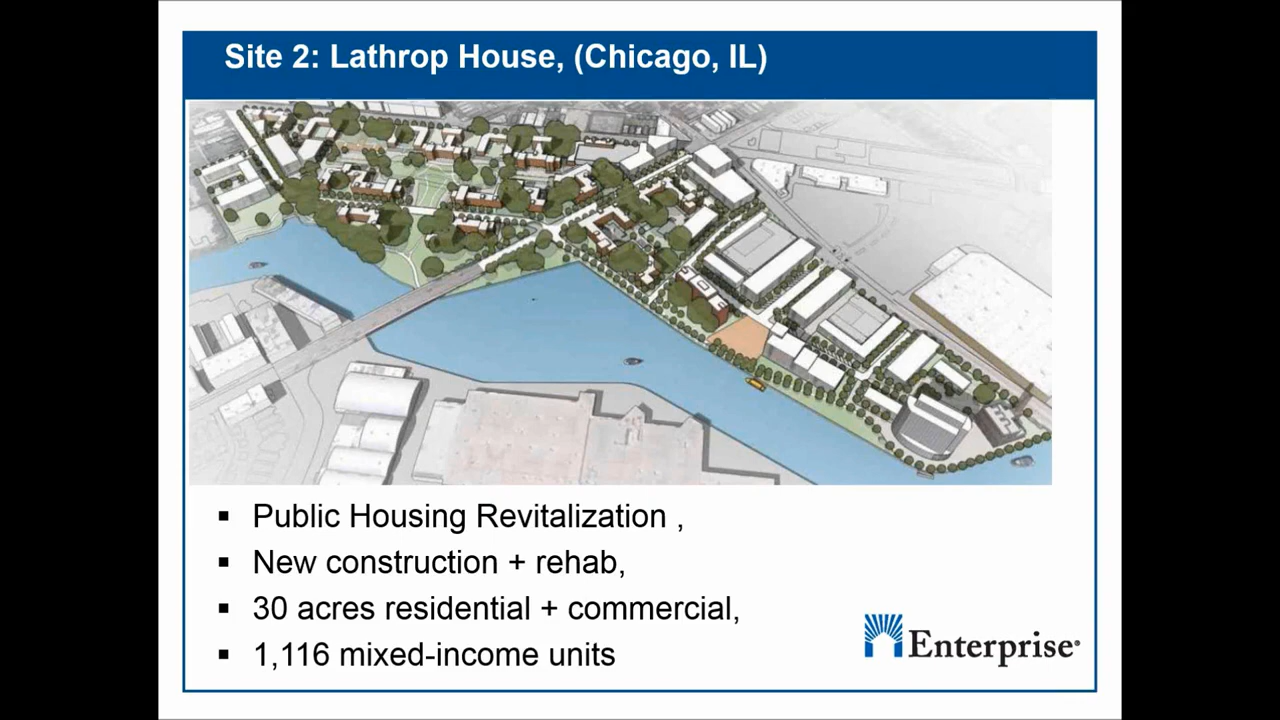 Site 2: Lathrop House, (Chicago, IL)
▪ Public Housing Revitalization ,
▪ New construction + rehab,
▪ 30 acres residential + commercial,
▪ 1,116 mixed-income units
Enterprise®